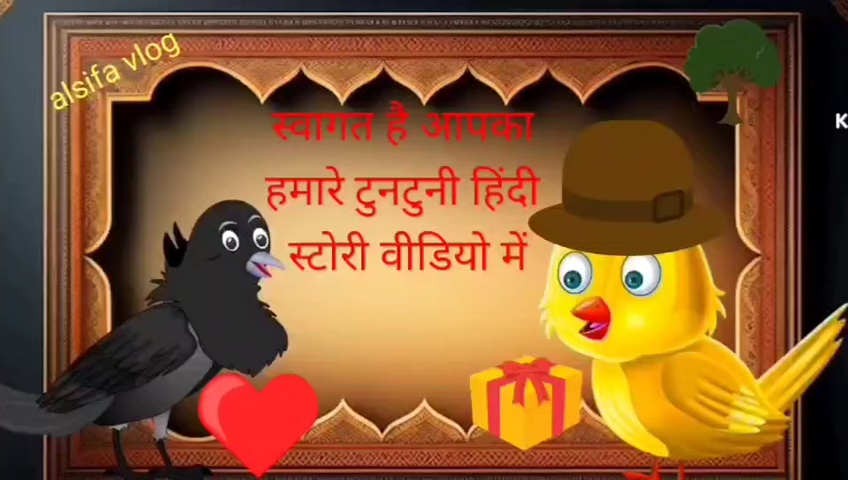 alsifa vlog
स्वागत है आपका
हमारे टुनटुनी हिंदी
स्टोरी वीडियो में
K